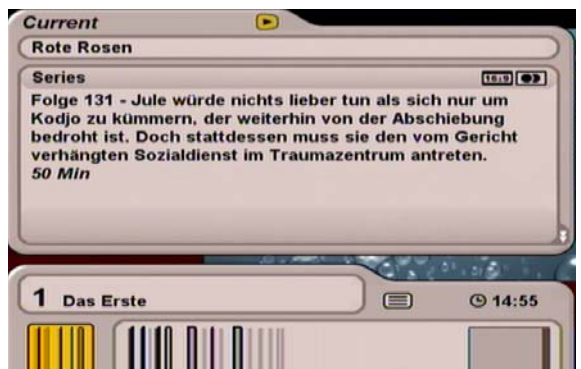 Current
Rote Rosen
Series
16:9
Folge 131 - Jule würde nichts lieber tun als sich nur um
Kodjo zu kümmern, der weiterhin von der Abschiebung
bedroht ist. Doch stattdessen muss sie den vom Gericht
verhängten Sozialdienst im Traumazentrum antreten.
50 Min
1 Das Erste
14:55